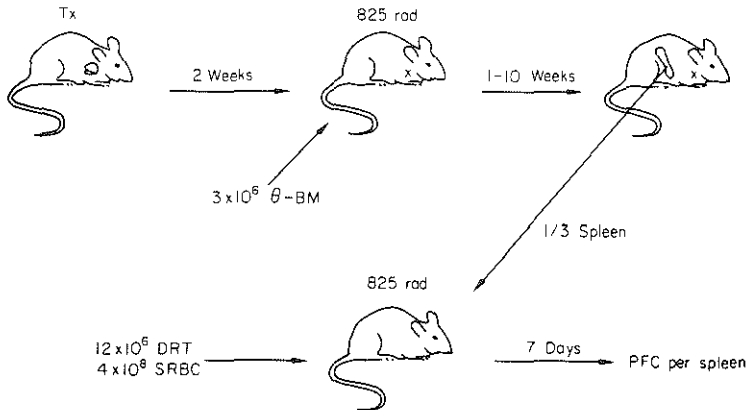 Tx
825 rad
2 Weeks
1-10 Weeks
x
x
3 x 10⁶ θ-BM
1/3 Spleen
825 rad
12 x 10⁶ DRT
4 x 10⁸ SRBC
7 Days
PFC per spleen